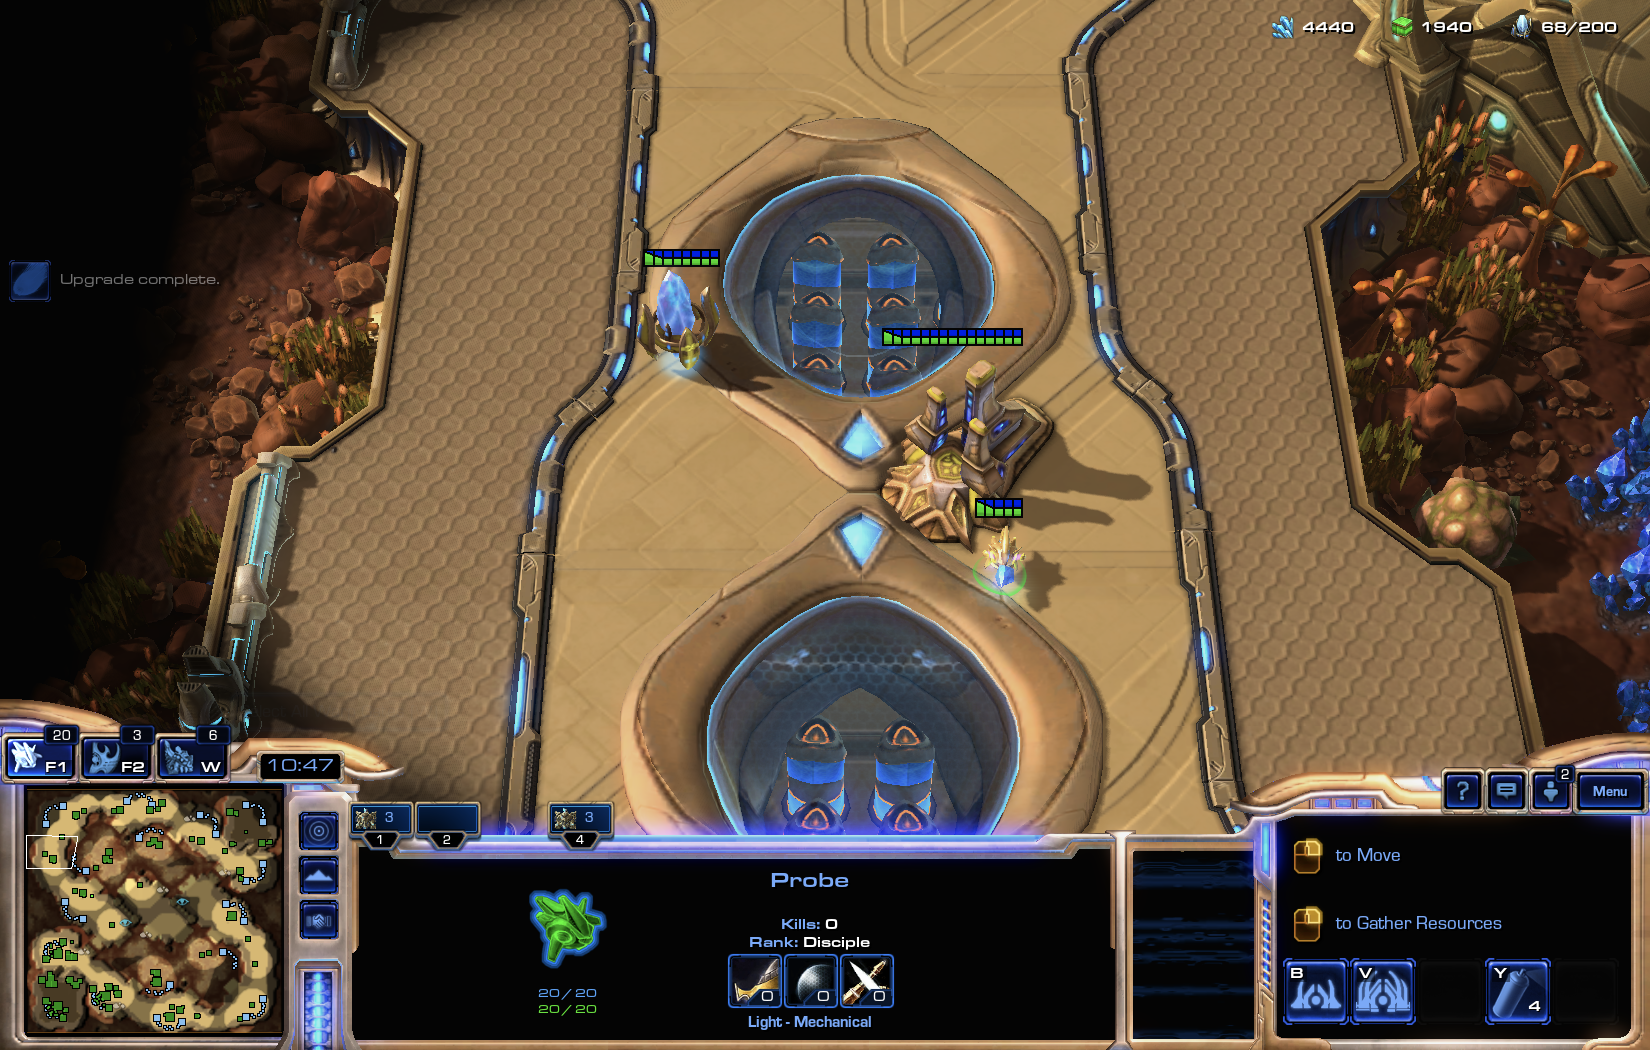 4440
1940
68/200
Upgrade complete.
20
3
6
F1
F2
W
10:47
3
3
1
2
4
2
?
Menu
Probe
Kills: 0
Rank: Disciple
0
0
0
20/20
20/20
Light - Mechanical
to Move
to Gather Resources
B
V
Y
4